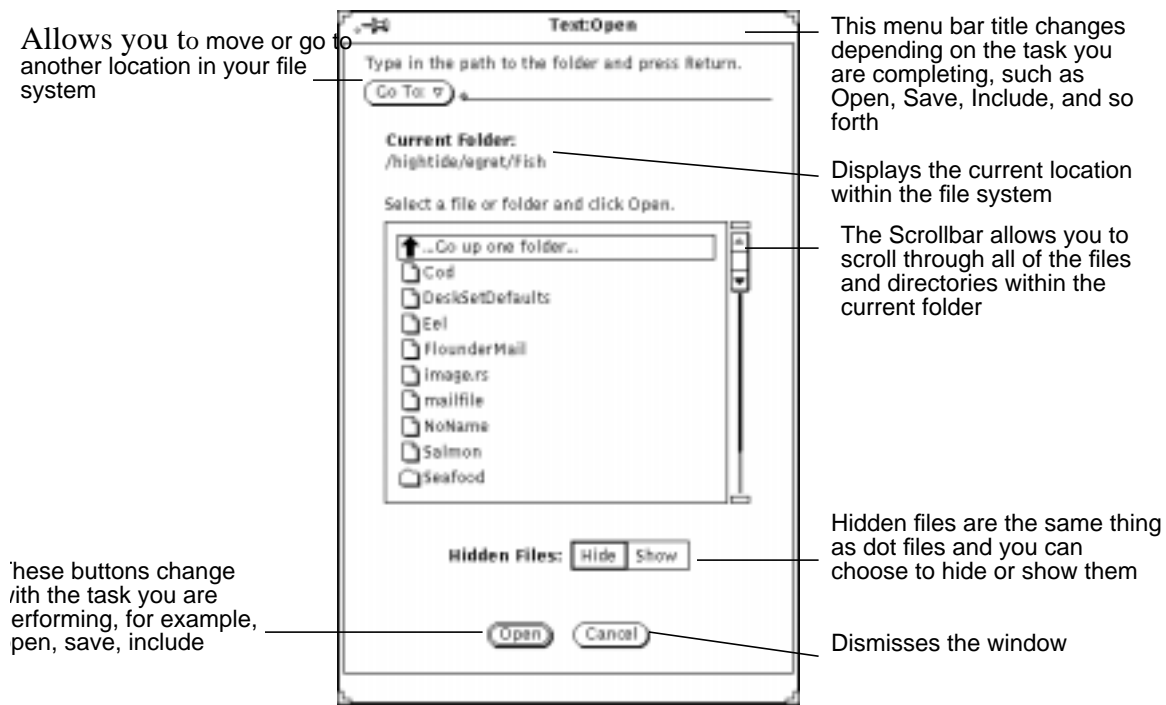 Allows you to move or go to
another location in your file
system
Text:Open
Type in the path to the folder and press Return.
Go To:
Current Folder:
/hightide/egret/Fish
Select a file or folder and click Open.
...Go up one folder...
Cod
DeskSetDefaults
Eel
FlounderMail
image.rs
mailfile
NoName
Salmon
Seafood
Hidden Files: Hide Show
Open Cancel
This menu bar title changes
depending on the task you
are completing, such as
Open, Save, Include, and so
forth
Displays the current location
within the file system
The Scrollbar allows you to
scroll through all of the files
and directories within the
current folder
Hidden files are the same thing
as dot files and you can
choose to hide or show them
hese buttons change
ith the task you are
erforming, for example,
pen, save, include
Dismisses the window